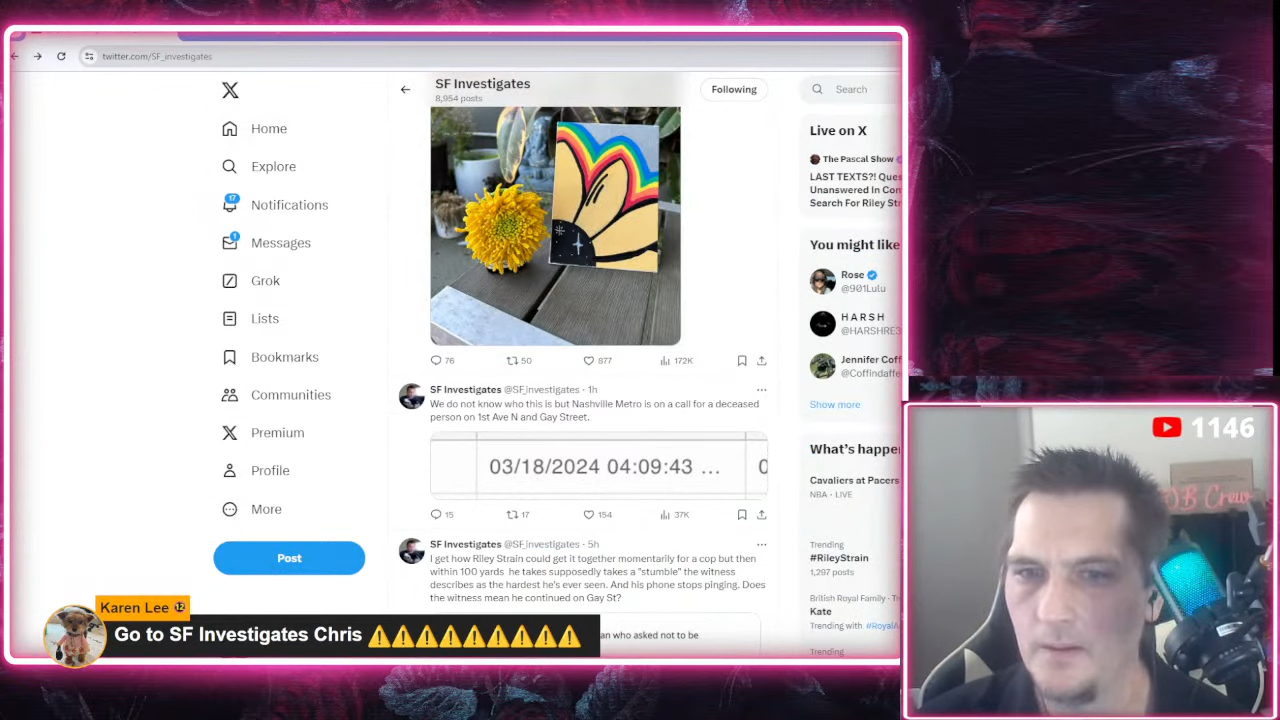 twitter.com/SF_investigates
SF Investigates
8,954 posts
Following
Search
Home
Explore
17
Notifications
1
Messages
Grok
Lists
Bookmarks
Communities
Premium
Profile
More
Post
76
50
877
172K
SF Investigates @SF_investigates · 1h
We do not know who this is but Nashville Metro is on a call for a deceased
person on 1st Ave N and Gay Street.
03/18/2024 04:09:43 ...
15
17
154
37K
SF Investigates @SF_investigates · 5h
I get how Riley Strain could get it together momentarily for a cop but then
within 100 yards he takes supposedly takes a "stumble" the witness
describes as the hardest he's ever seen. And his phone stops pinging. Does
the witness mean he continued on Gay St?
an who asked not to be
Live on X
The Pascal Show
LAST TEXTS?! Ques
Unanswered In Con
Search For Riley Str
You might like
Rose
@901Lulu
H A R S H
@HARSHRE3
Jennifer Coff
@Coffindaffe
Show more
What's happe
Cavaliers at Pacers
NBA · LIVE
Trending
#RileyStrain
1,297 posts
British Royal Family · Tre
Kate
Trending with #RoyalA
Trending
Karen Lee
Go to SF Investigates Chris ⚠⚠⚠⚠⚠⚠⚠⚠⚠
1146
OB Crew